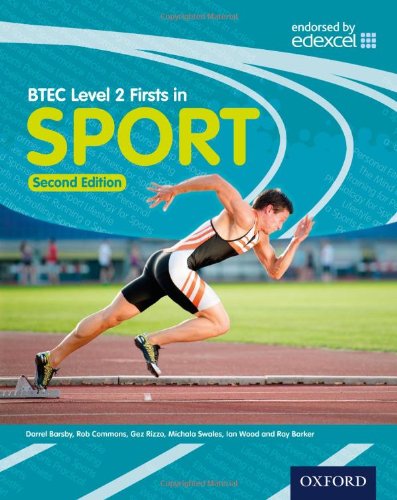 endorsed by
edexcel
BTEC Level 2 Firsts in
SPORT
Second Edition
Darrel Barsby, Rob Commons, Gez Rizzo, Michala Swales, Ian Wood and Ray Barker
OXFORD